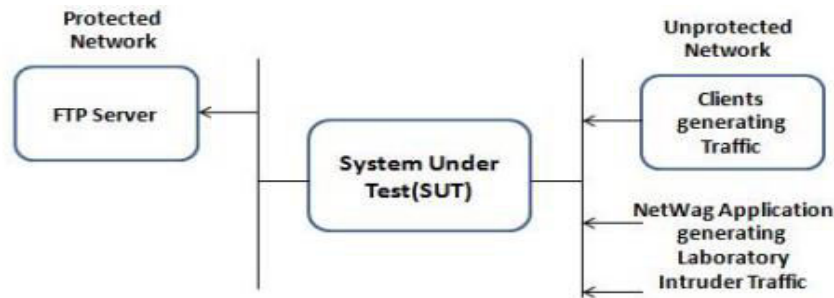 Protected
Network
FTP Server
System Under
Test(SUT)
Unprotected
Network
Clients
generating
Traffic
NetWag Application
generating
Laboratory
Intruder Traffic